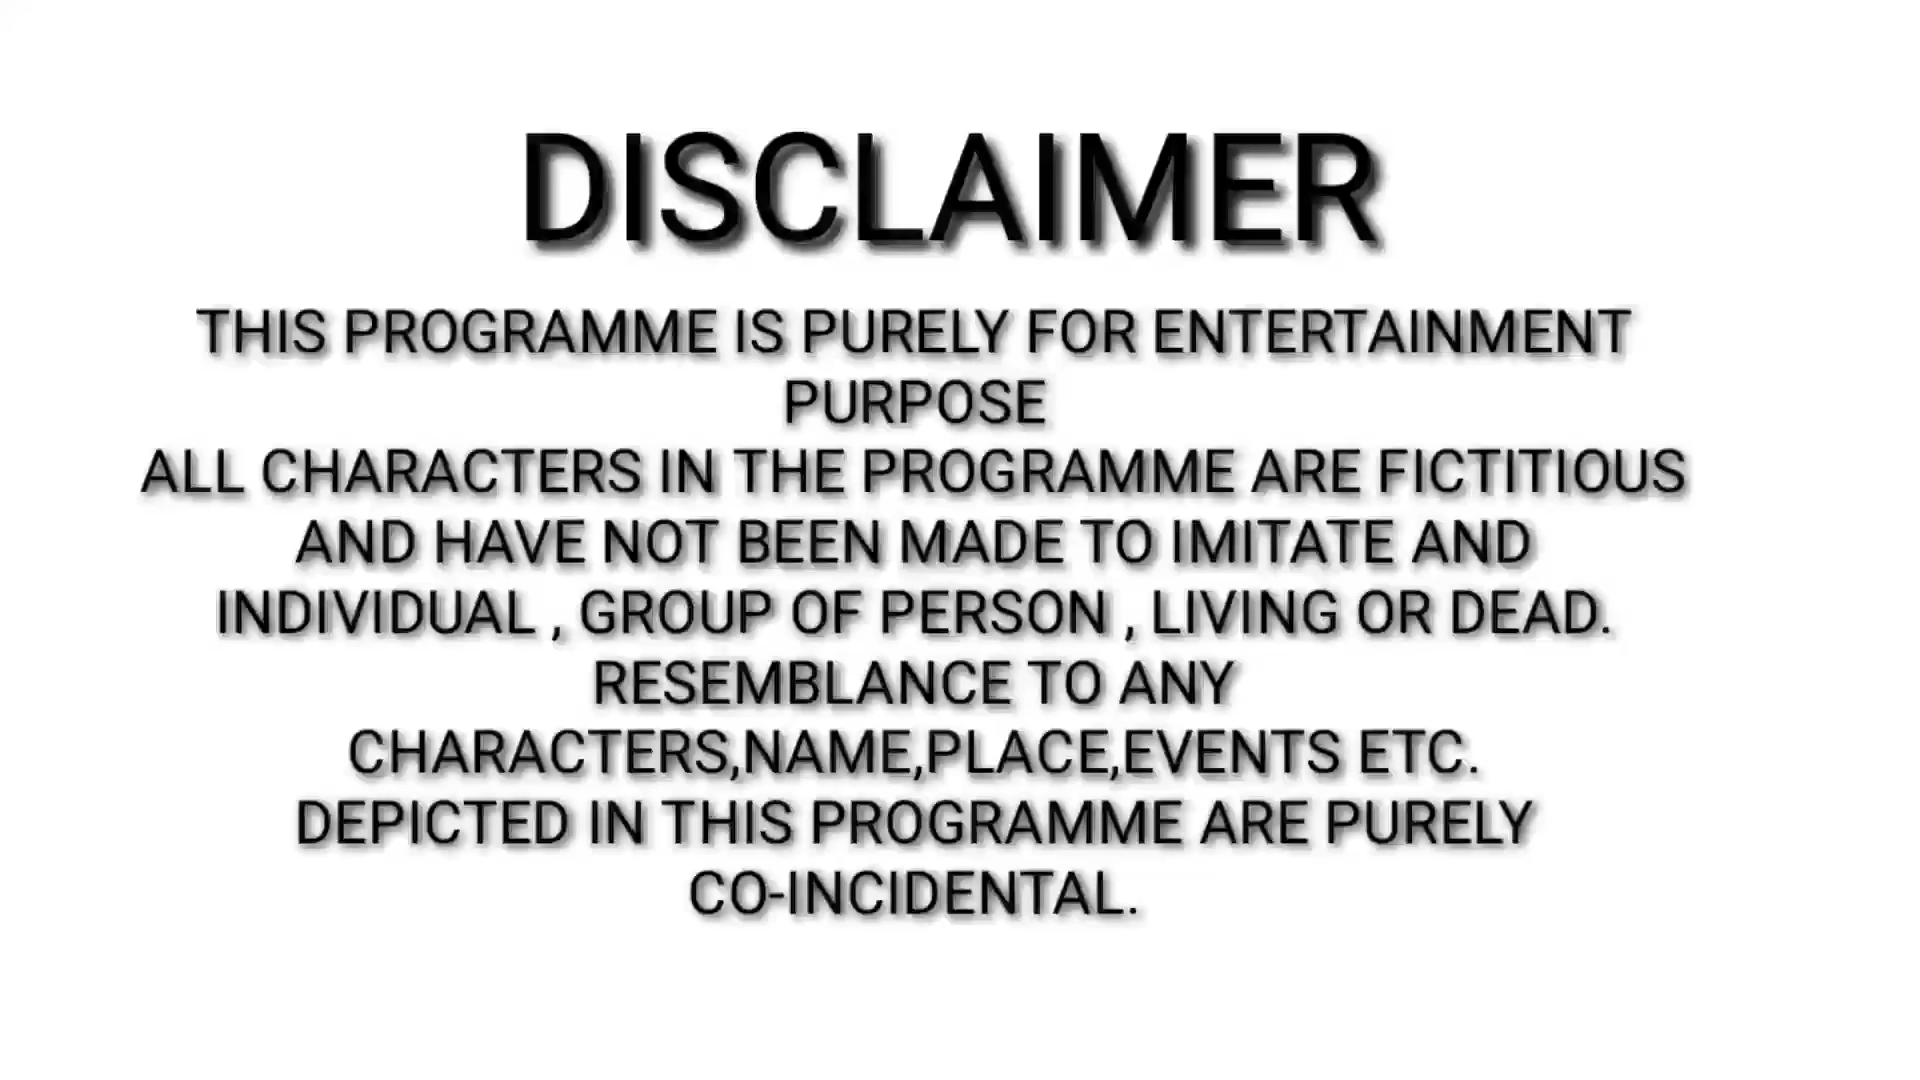 DISCLAIMER
THIS PROGRAMME IS PURELY FOR ENTERTAINMENT
PURPOSE
ALL CHARACTERS IN THE PROGRAMME ARE FICTITIOUS
AND HAVE NOT BEEN MADE TO IMITATE AND
INDIVIDUAL , GROUP OF PERSON , LIVING OR DEAD.
RESEMBLANCE TO ANY
CHARACTERS,NAME,PLACE,EVENTS ETC.
DEPICTED IN THIS PROGRAMME ARE PURELY
CO-INCIDENTAL.